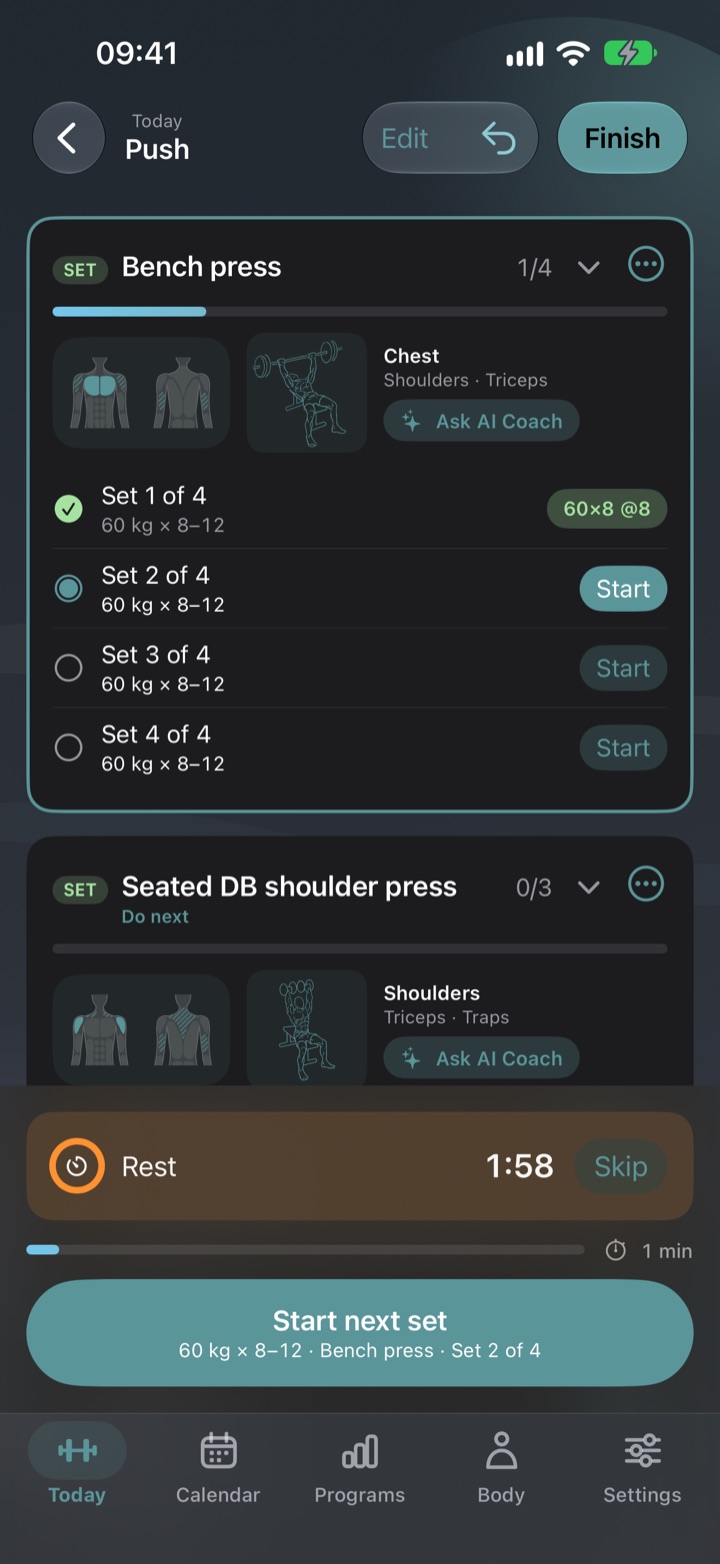 09:41
Today
Push
Edit
Finish
SET Bench press 1/4
Chest
Shoulders · Triceps
Ask AI Coach
Set 1 of 4
60 kg × 8–12
60×8 @8
Set 2 of 4
60 kg × 8–12
Start
Set 3 of 4
60 kg × 8–12
Start
Set 4 of 4
60 kg × 8–12
Start
SET Seated DB shoulder press 0/3
Do next
Shoulders
Triceps · Traps
Ask AI Coach
Rest 1:58 Skip
1 min
Start next set
60 kg × 8–12 · Bench press · Set 2 of 4
Today Calendar Programs Body Settings